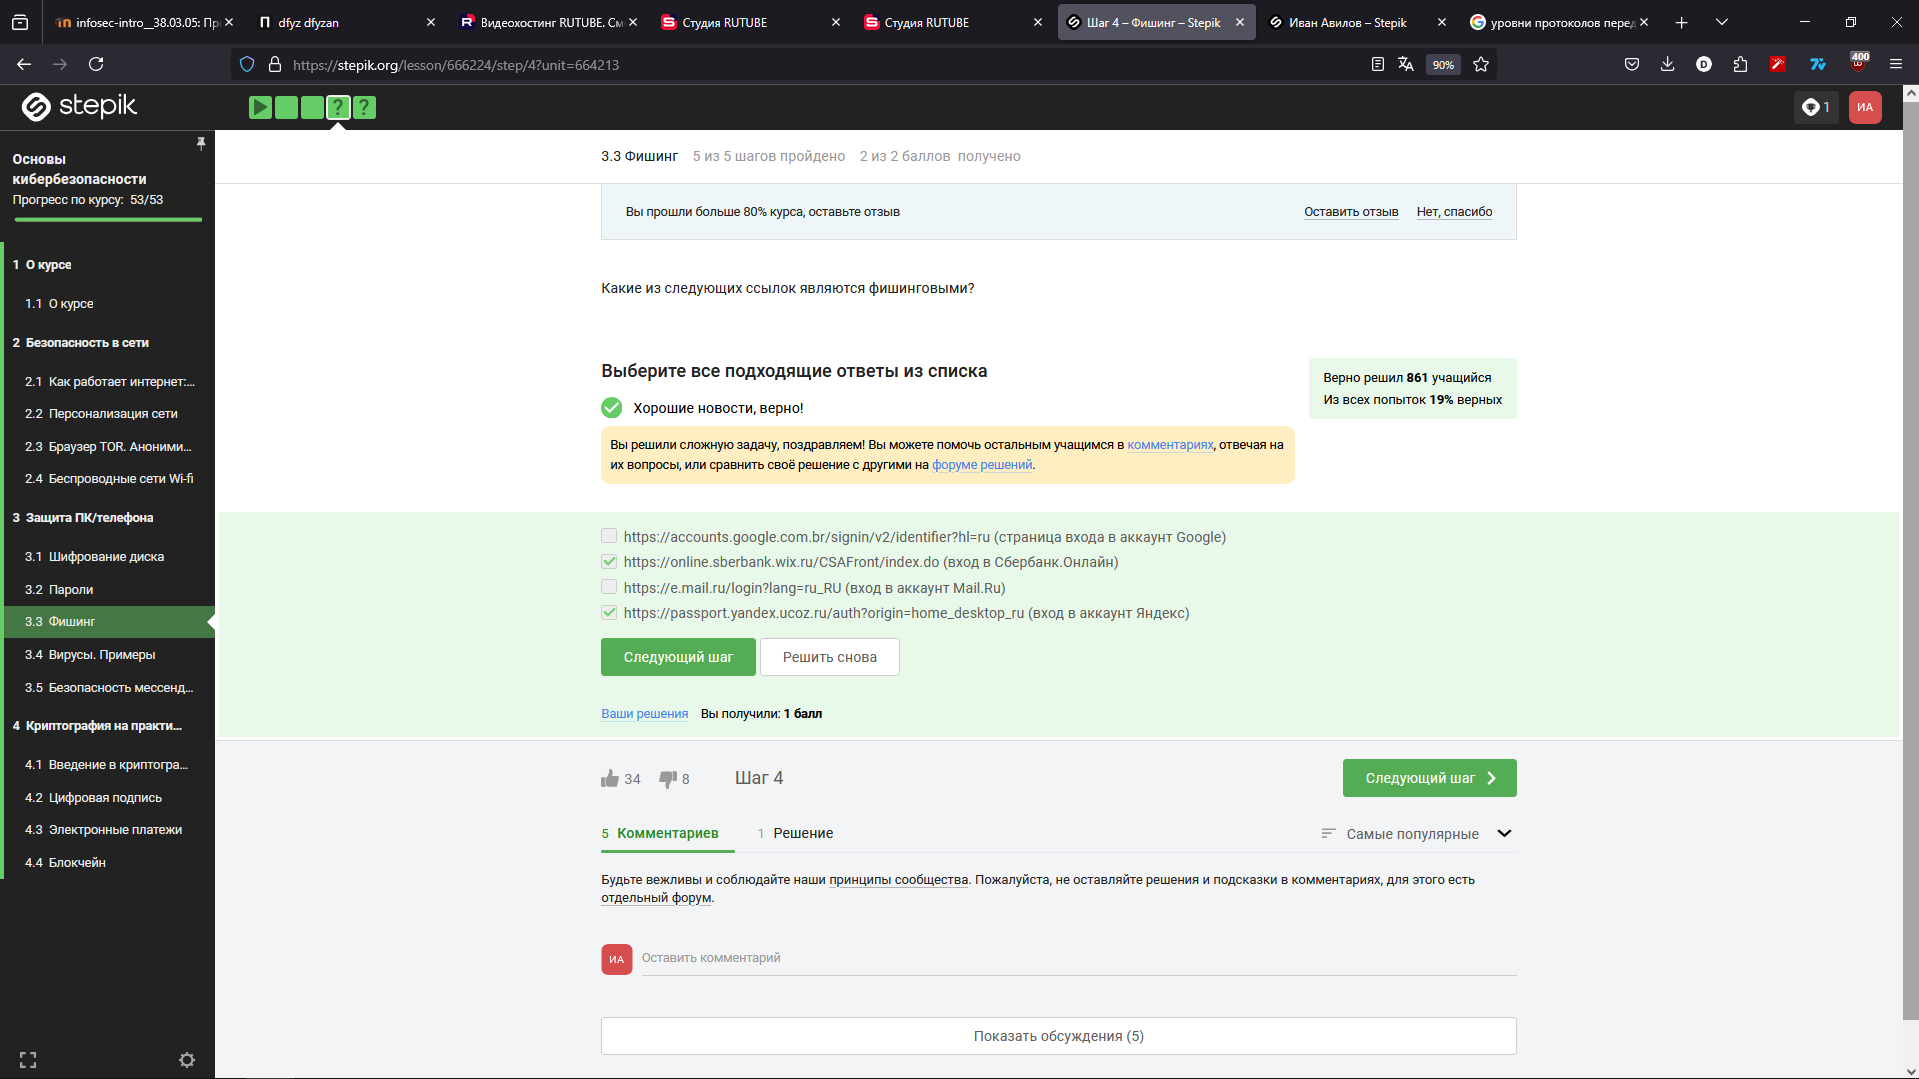 infosec-intro__38.03.05: Пр
dfyz dfyzan
Видеохостинг RUTUBE. См
Студия RUTUBE
Студия RUTUBE
Шаг 4 – Фишинг – Stepik
Иван Авилов – Stepik
уровни протоколов перед
https://stepik.org/lesson/666224/step/4?unit=664213
90%
400
stepik
? ?
1
ИА
Основы
кибербезопасности
Прогресс по курсу: 53/53
1 О курсе
1.1 О курсе
2 Безопасность в сети
2.1 Как работает интернет:...
2.2 Персонализация сети
2.3 Браузер TOR. Аноними...
2.4 Беспроводные сети Wi-fi
3 Защита ПК/телефона
3.1 Шифрование диска
3.2 Пароли
3.3 Фишинг
3.4 Вирусы. Примеры
3.5 Безопасность мессенд...
4 Криптография на практи...
4.1 Введение в криптогра...
4.2 Цифровая подпись
4.3 Электронные платежи
4.4 Блокчейн
3.3 Фишинг 5 из 5 шагов пройдено 2 из 2 баллов получено
Вы прошли больше 80% курса, оставьте отзыв
Оставить отзыв
Нет, спасибо
Какие из следующих ссылок являются фишинговыми?
Выберите все подходящие ответы из списка
Верно решил 861 учащийся
Из всех попыток 19% верных
Хорошие новости, верно!
Вы решили сложную задачу, поздравляем! Вы можете помочь остальным учащимся в комментариях, отвечая на
их вопросы, или сравнить своё решение с другими на форуме решений.
https://accounts.google.com.br/signin/v2/identifier?hl=ru (страница входа в аккаунт Google)
https://online.sberbank.wix.ru/CSAFront/index.do (вход в Сбербанк.Онлайн)
https://e.mail.ru/login?lang=ru_RU (вход в аккаунт Mail.Ru)
https://passport.yandex.ucoz.ru/auth?origin=home_desktop_ru (вход в аккаунт Яндекс)
Следующий шаг
Решить снова
Ваши решения
Вы получили: 1 балл
34
8
Шаг 4
Следующий шаг
5 Комментариев
1 Решение
Самые популярные
Будьте вежливы и соблюдайте наши принципы сообщества. Пожалуйста, не оставляйте решения и подсказки в комментариях, для этого есть
отдельный форум.
ИА
Оставить комментарий
Показать обсуждения (5)